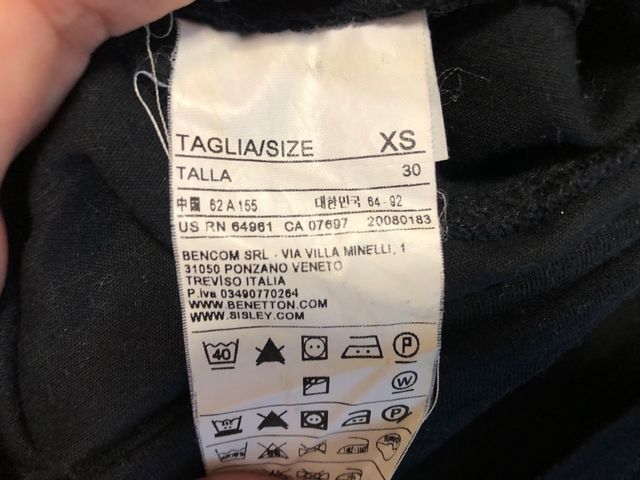 TAGLIA/SIZE XS
TALLA 30
中國 62 A 155 대한민국 64-92
US RN 64961 CA 07697 20080183
BENCOM SRL - VIA VILLA MINELLI, 1
31050 PONZANO VENETO
TREVISO ITALIA
P.iva 03490770264
WWW.BENETTON.COM
WWW.SISLEY.COM
40 P
W
P